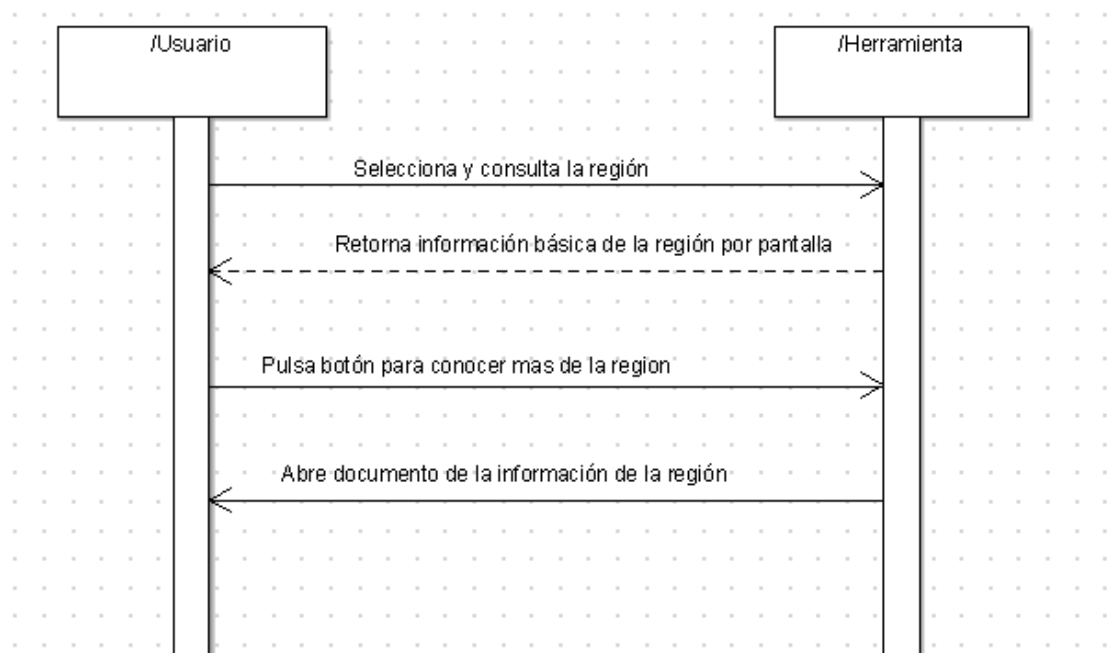 /Usuario
/Herramienta
Selecciona y consulta la región
Retorna información básica de la región por pantalla
Pulsa botón para conocer mas de la region
Abre documento de la información de la región